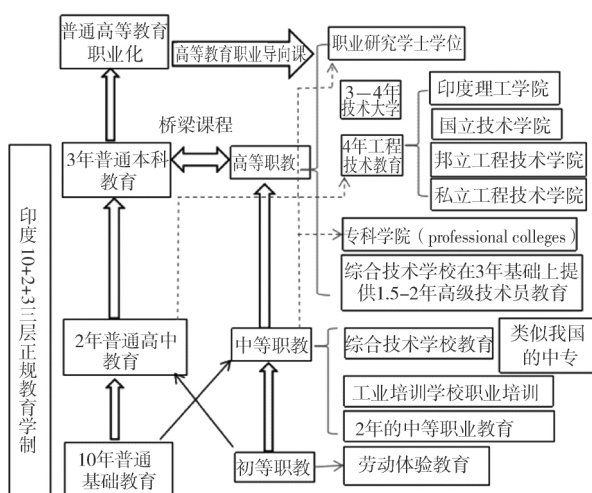 普通高等教育
职业化
高等教育职业导向课
职业研究学士学位
3－4年
技术大学
印度理工学院
国立技术学院
邦立工程技术学院
私立工程技术学院
桥梁课程
3年普通本科
教育
高等职教
4年工程
技术教育
专科学院（professional colleges）
综合技术学校在3年基础上提
供1.5-2年高级技术员教育
印度10+2+3三层正规教育学制
2年普通高中
教育
中等职教
综合技术学校教育
类似我国
的中专
工业培训学校职业培训
2年的中等职业教育
10年普通
基础教育
初等职教
劳动体验教育